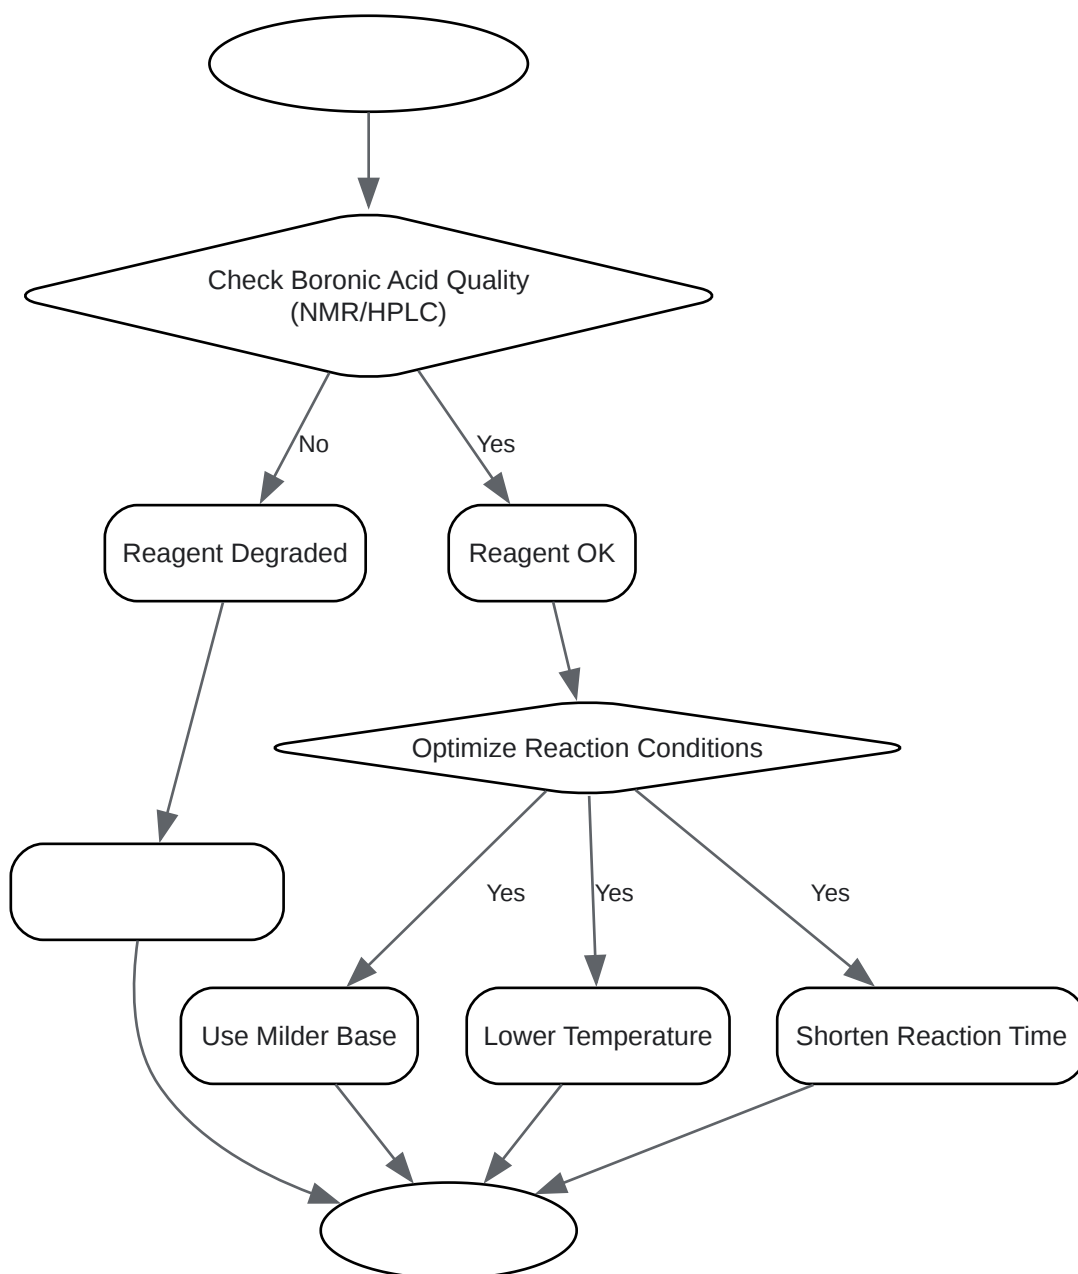 Check Boronic Acid Quality
(NMR/HPLC)
No
Yes
Reagent Degraded
Reagent OK
Optimize Reaction Conditions
Yes
Yes
Yes
Use Milder Base
Lower Temperature
Shorten Reaction Time